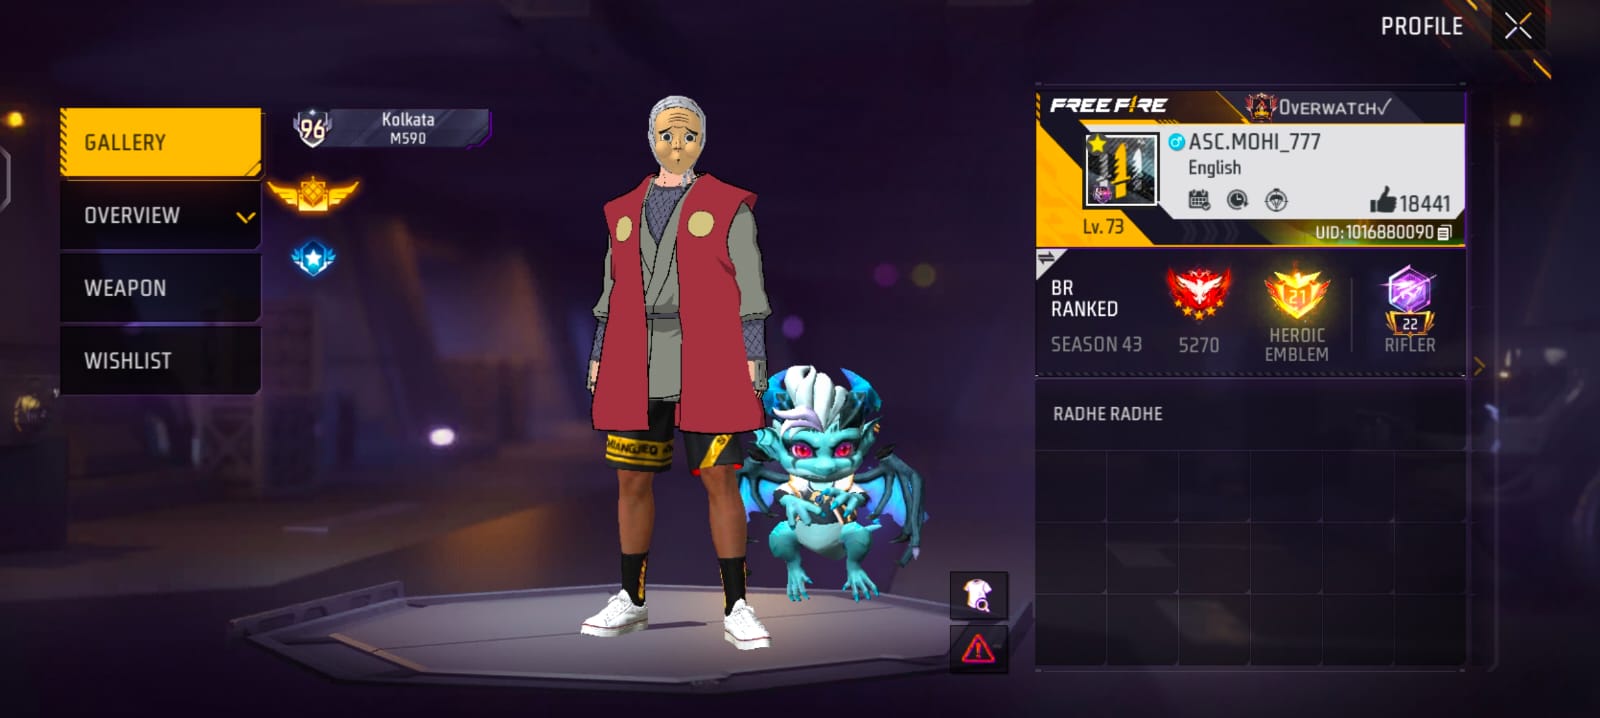 PROFILE
GALLERY
OVERVIEW
WEAPON
WISHLIST
96
Kolkata
M590
FREE FIRE
OVERWATCH✓
ASC.MOHI_777
English
18441
Lv. 73
UID:1016880090
BR
RANKED
SEASON 43
5270
21
HEROIC
EMBLEM
22
RIFLER
RADHE RADHE